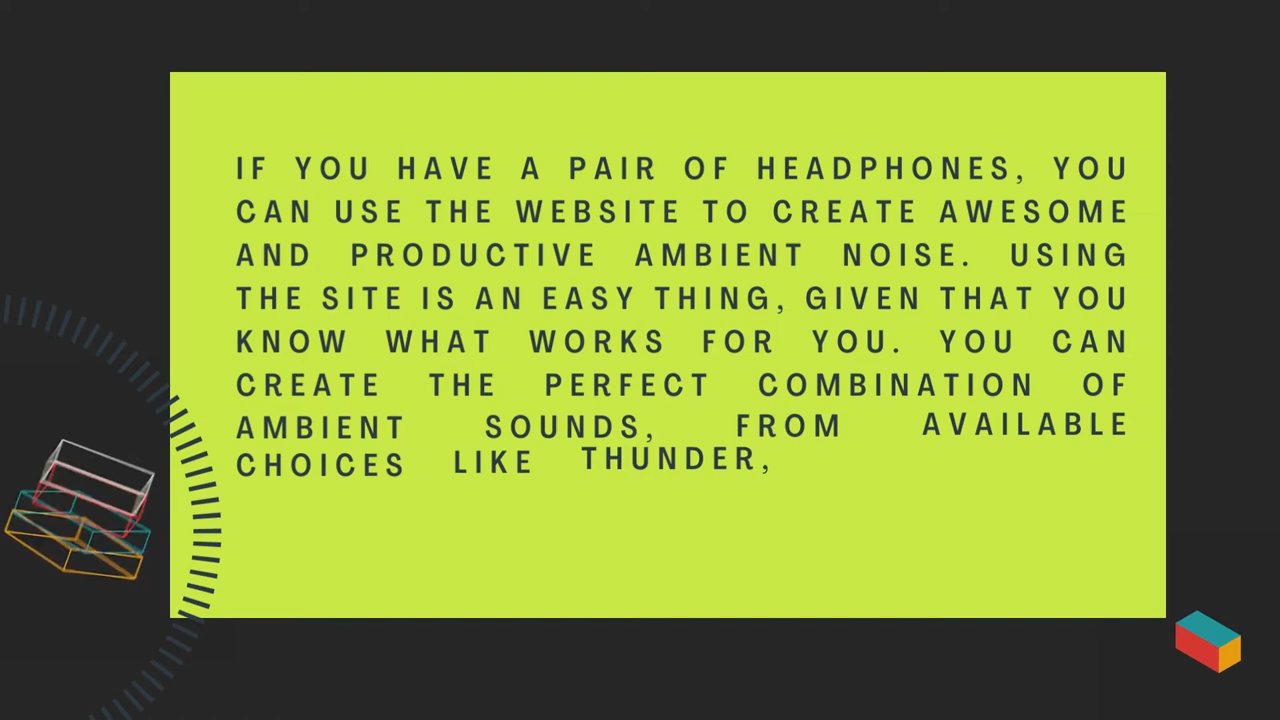 IF YOU HAVE A PAIR OF HEADPHONES, YOU
CAN USE THE WEBSITE TO CREATE AWESOME
AND PRODUCTIVE AMBIENT NOISE. USING
THE SITE IS AN EASY THING, GIVEN THAT YOU
KNOW WHAT WORKS FOR YOU. YOU CAN
CREATE THE PERFECT COMBINATION OF
AMBIENT SOUNDS, FROM AVAILABLE
CHOICES LIKE THUNDER,